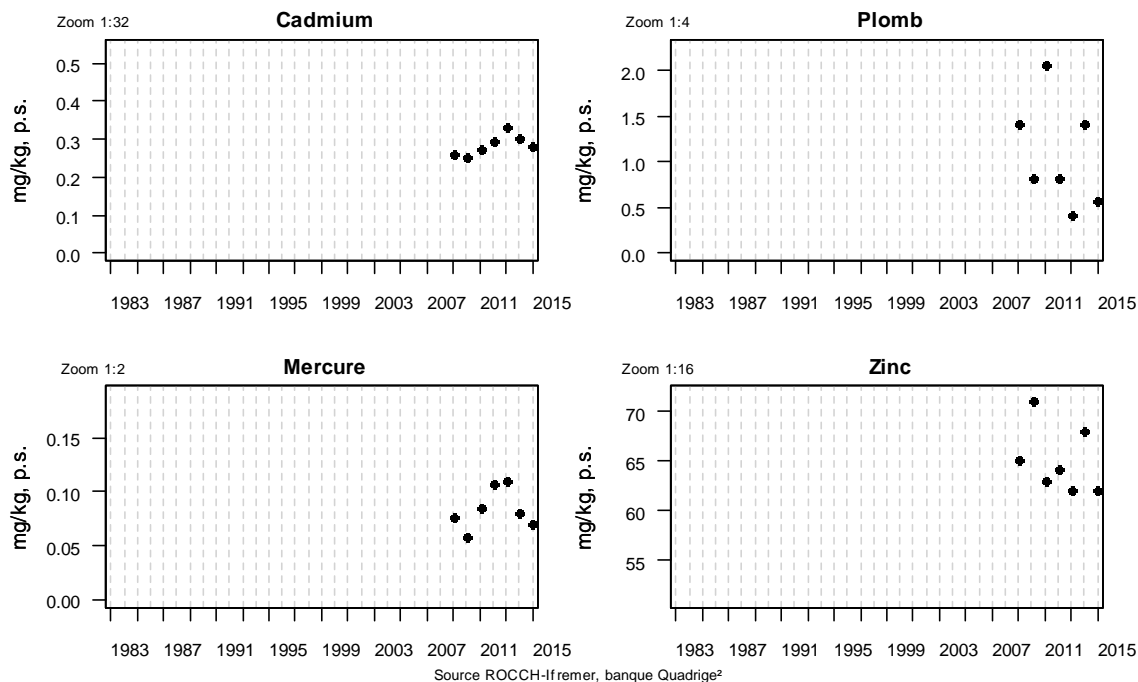 Zoom 1:32
Cadmium
mg/kg, p.s.
0.5
0.4
0.3
0.2
0.1
0.0
1983 1987 1991 1995 1999 2003 2007 2011 2015
Zoom 1:4
Plomb
mg/kg, p.s.
2.0
1.5
1.0
0.5
0.0
1983 1987 1991 1995 1999 2003 2007 2011 2015
Zoom 1:2
Mercure
mg/kg, p.s.
0.15
0.10
0.05
0.00
1983 1987 1991 1995 1999 2003 2007 2011 2015
Zoom 1:16
Zinc
mg/kg, p.s.
70
65
60
55
1983 1987 1991 1995 1999 2003 2007 2011 2015
Source ROCCH-Ifremer, banque Quadrige²